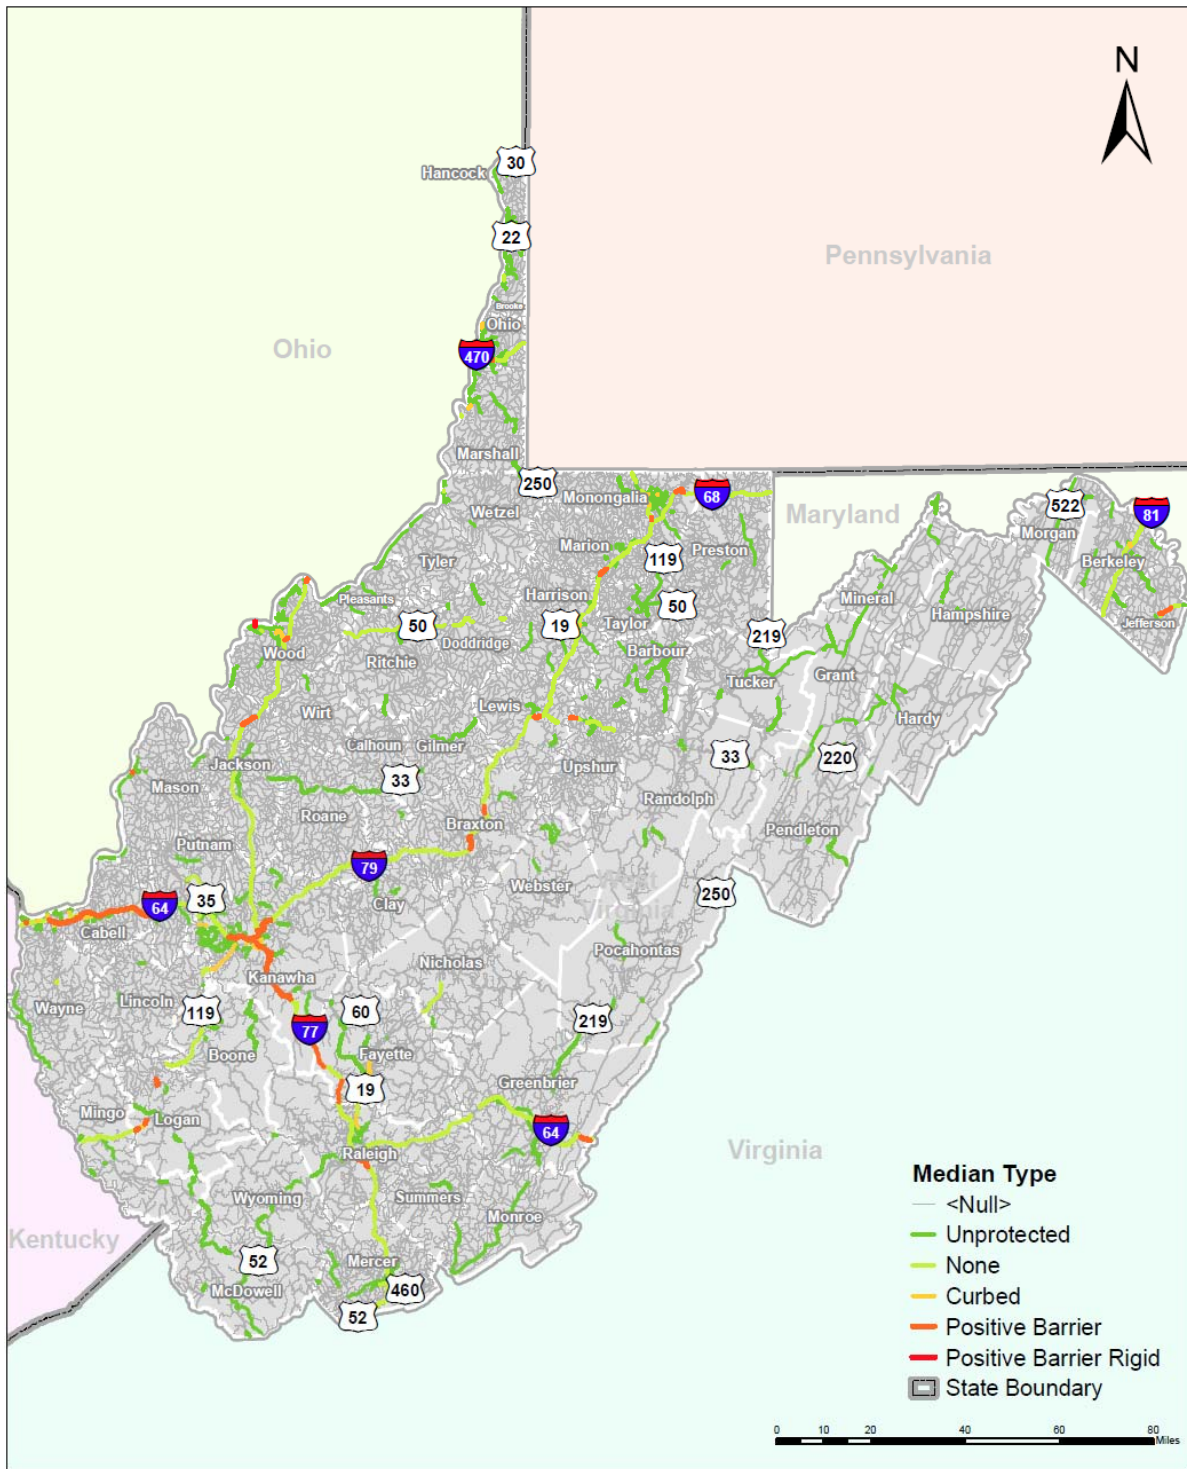 N
30
Hancock
22
Pennsylvania
Brooke
Ohio
Ohio
470
Marshall
250
Monongalia
68
Wetzel
Maryland
522
81
Morgan
Marion
Preston
119
Tyler
Berkeley
Harrison
Pleasants
Mineral
50
Hampshire
50
19
Taylor
Jefferson
219
Doddridge
Wood
Ritchie
Barbour
Tucker
Grant
Lewis
Wirt
Hardy
Calhoun
Gilmer
33
220
Jackson
33
Upshur
Mason
Randolph
Roane
Braxton
Pendleton
Putnam
79
Webster
250
64
35
Clay
Cabell
Pocahontas
Nicholas
Kanawha
Wayne
Lincoln
119
60
219
77
Boone
Fayette
Greenbrier
19
Mingo
Logan
64
Raleigh
Virginia
Wyoming
Summers
Monroe
Kentucky
52
Mercer
McDowell
460
52
Median Type
<Null>
Unprotected
None
Curbed
Positive Barrier
Positive Barrier Rigid
State Boundary
0 10 20 40 60 80
Miles